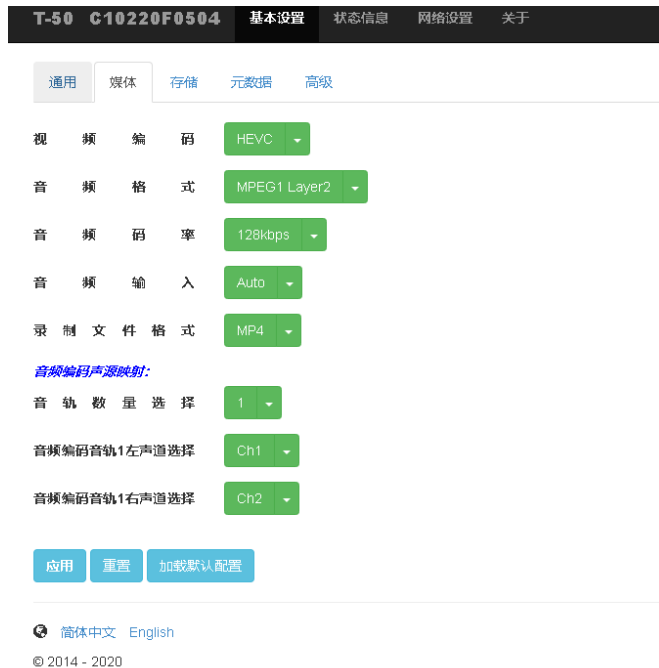 T-50 C10220F0504 基本设置 状态信息 网络设置 关于
通用 媒体 存储 元数据 高级
视频编码 HEVC
音频格式 MPEG1 Layer2
音频码率 128kbps
音频输入 Auto
录制文件格式 MP4
音频编码声源映射:
音轨数量选择 1
音频编码音轨1左声道选择 Ch1
音频编码音轨1右声道选择 Ch2
应用 重置 加载默认配置
简体中文 English
© 2014 - 2020